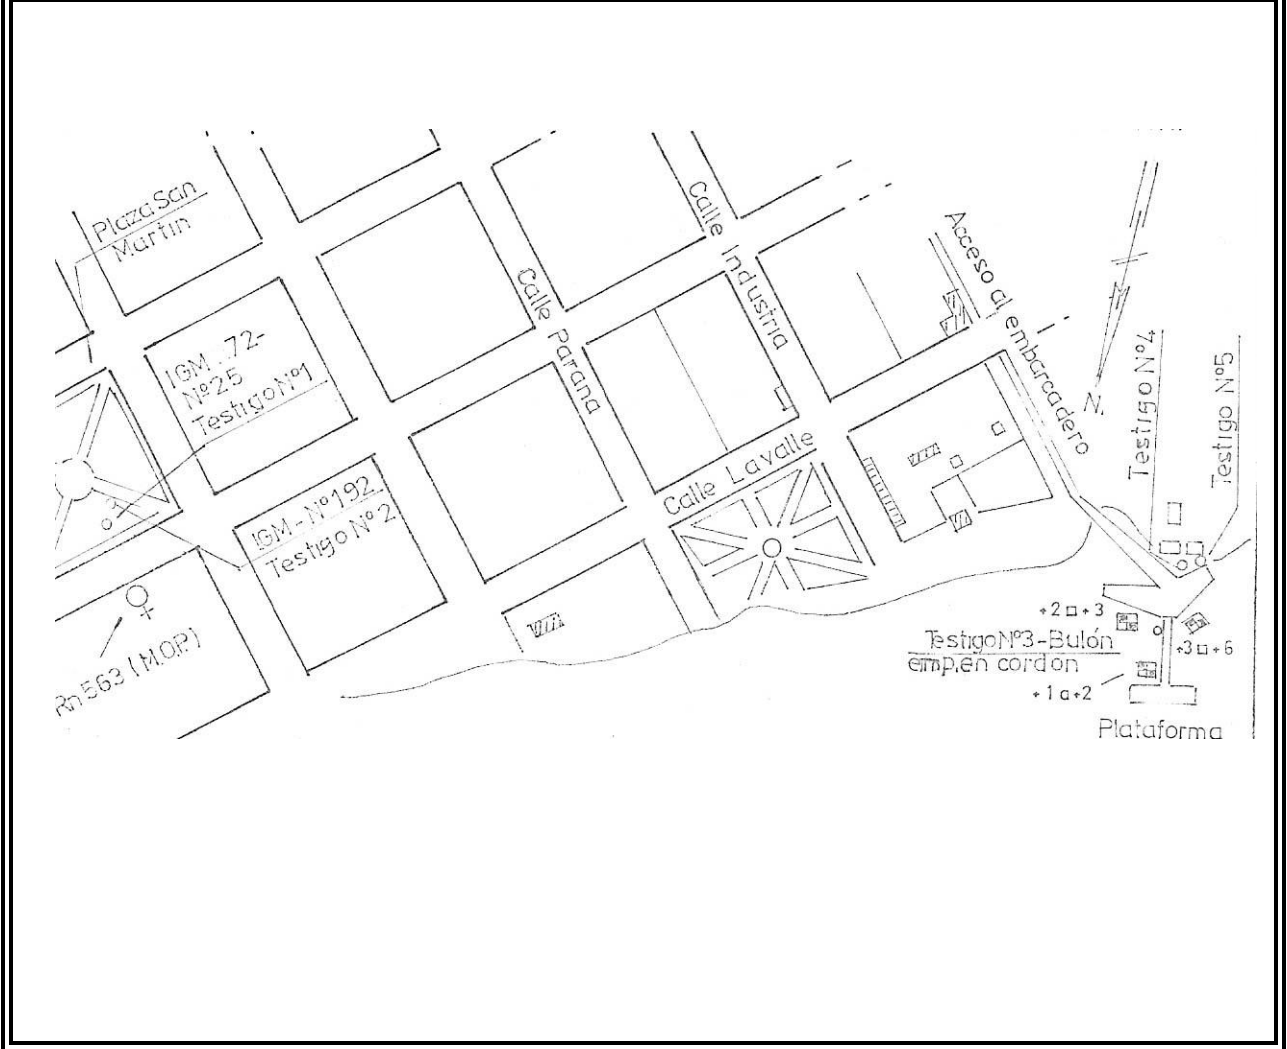 Plaza San
Martin
IGM . 72-
Nº25
Testigo Nº1
IGM - Nº192
Testigo Nº2
Rn 563 (M.O.P.)
Calle Parana
Calle Industria
Calle Lavalle
Acceso al embarcadero
N.
Testigo Nº4
Testigo Nº5
+2 a +3
Testigo Nº3 - Bulón
emp. en cordon
+3 a +6
+1 a +2
Plataforma